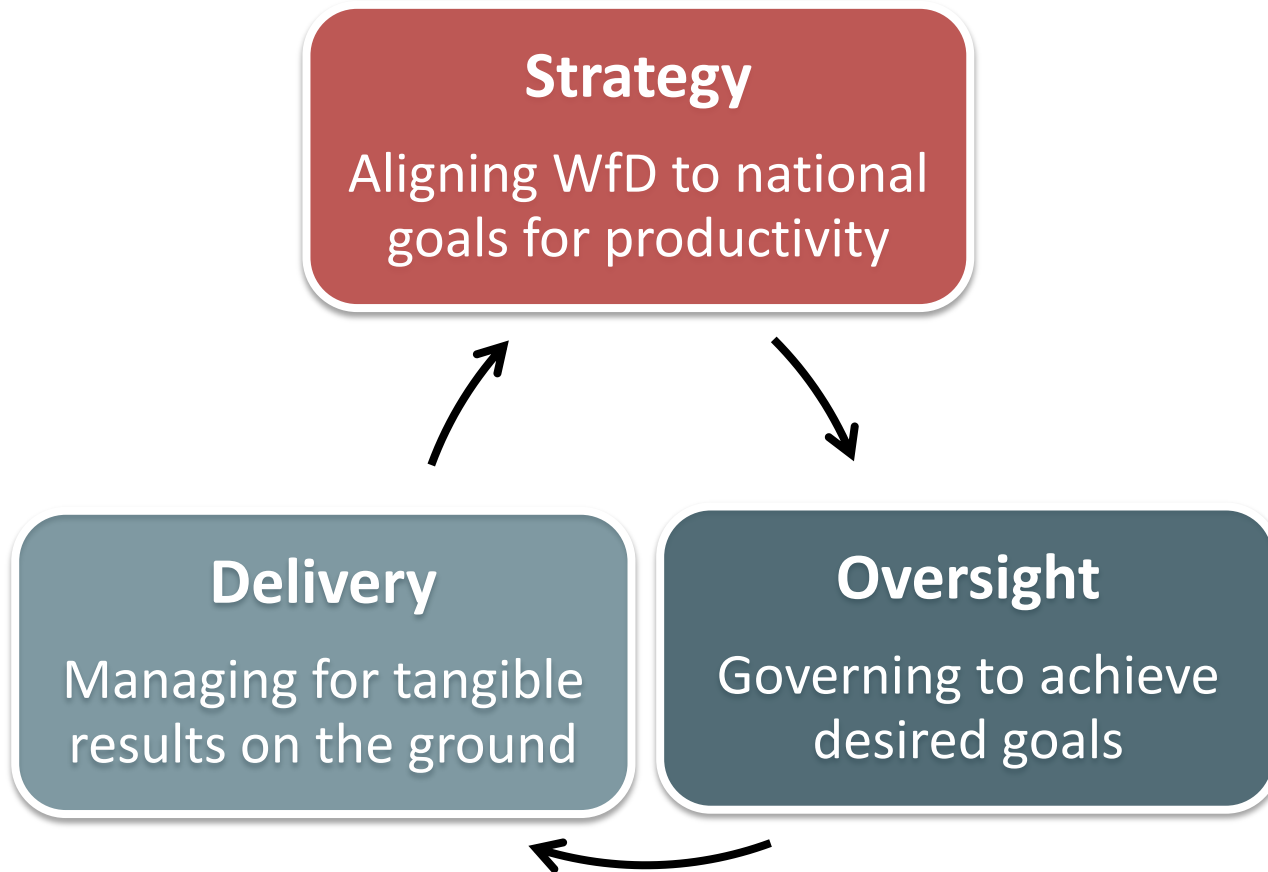 Strategy
Aligning WfD to national
goals for productivity
Delivery
Managing for tangible
results on the ground
Oversight
Governing to achieve
desired goals